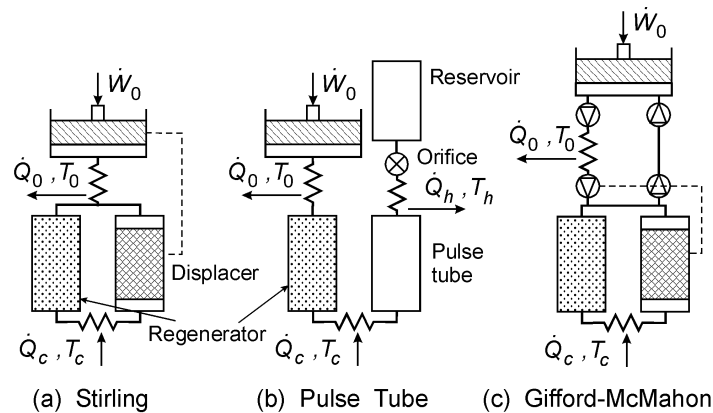 Ẇ₀
Q̇₀ , T₀
Displacer
Q̇c , Tc
(a) Stirling
Ẇ₀
Reservoir
Orifice
Q̇₀ , T₀
Q̇h , Th
Pulse
tube
Regenerator
Q̇c , Tc
(b) Pulse Tube
Ẇ₀
Q̇₀ , T₀
Q̇c , Tc
(c) Gifford-McMahon